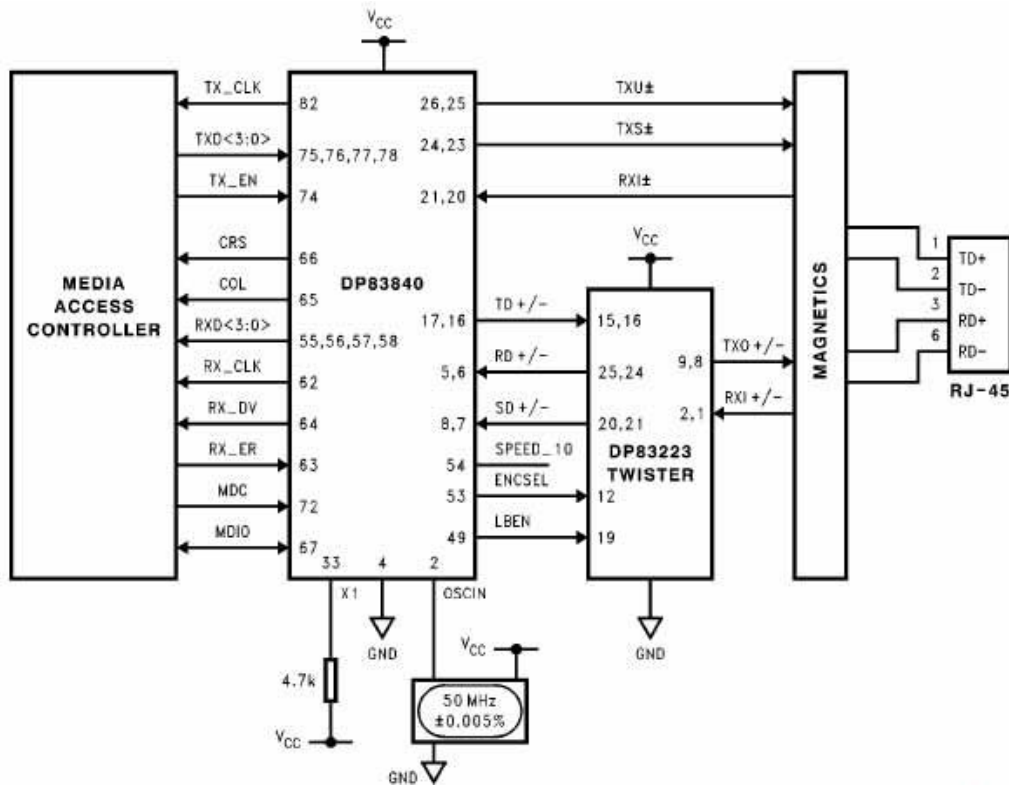 VCC
TX_CLK
82
26,25
TXU±
TXD<3:0>
75,76,77,78
24,23
TXS±
TX_EN
74
21,20
RXI±
CRS
66
VCC
MEDIA
ACCESS
CONTROLLER
DP83840
COL
65
17,16
TD +/-
15,16
RXD<3:0>
55,56,57,58
RX_CLK
62
5,6
RD +/-
25,24
9,8
TXO +/-
RX_DV
64
8,7
SD +/-
20,21
2,1
RXI +/-
RX_ER
63
54
SPEED_10
DP83223
TWISTER
MDC
72
53
ENCSEL
12
MDIO
67
49
LBEN
19
MAGNETICS
1
TD+
2
TD-
3
RD+
6
RD-
RJ-45
33
4
2
X1
OSCIN
GND
GND
4.7k
VCC
VCC
50 MHz
±0.005%
GND